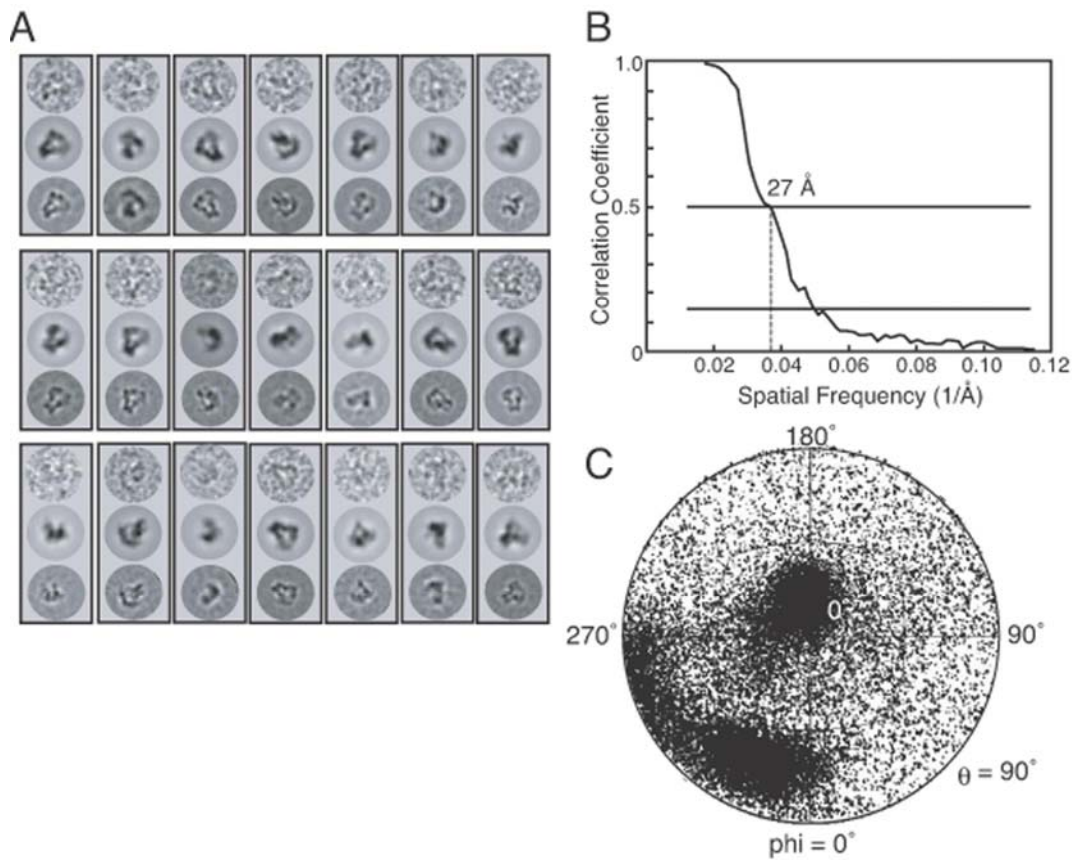 A
B
1.0
0.5
0
Correlation Coefficient
27 Å
0.02 0.04 0.06 0.08 0.10 0.12
Spatial Frequency (1/Å)
C
180°
0°
270°
90°
θ = 90°
phi = 0°